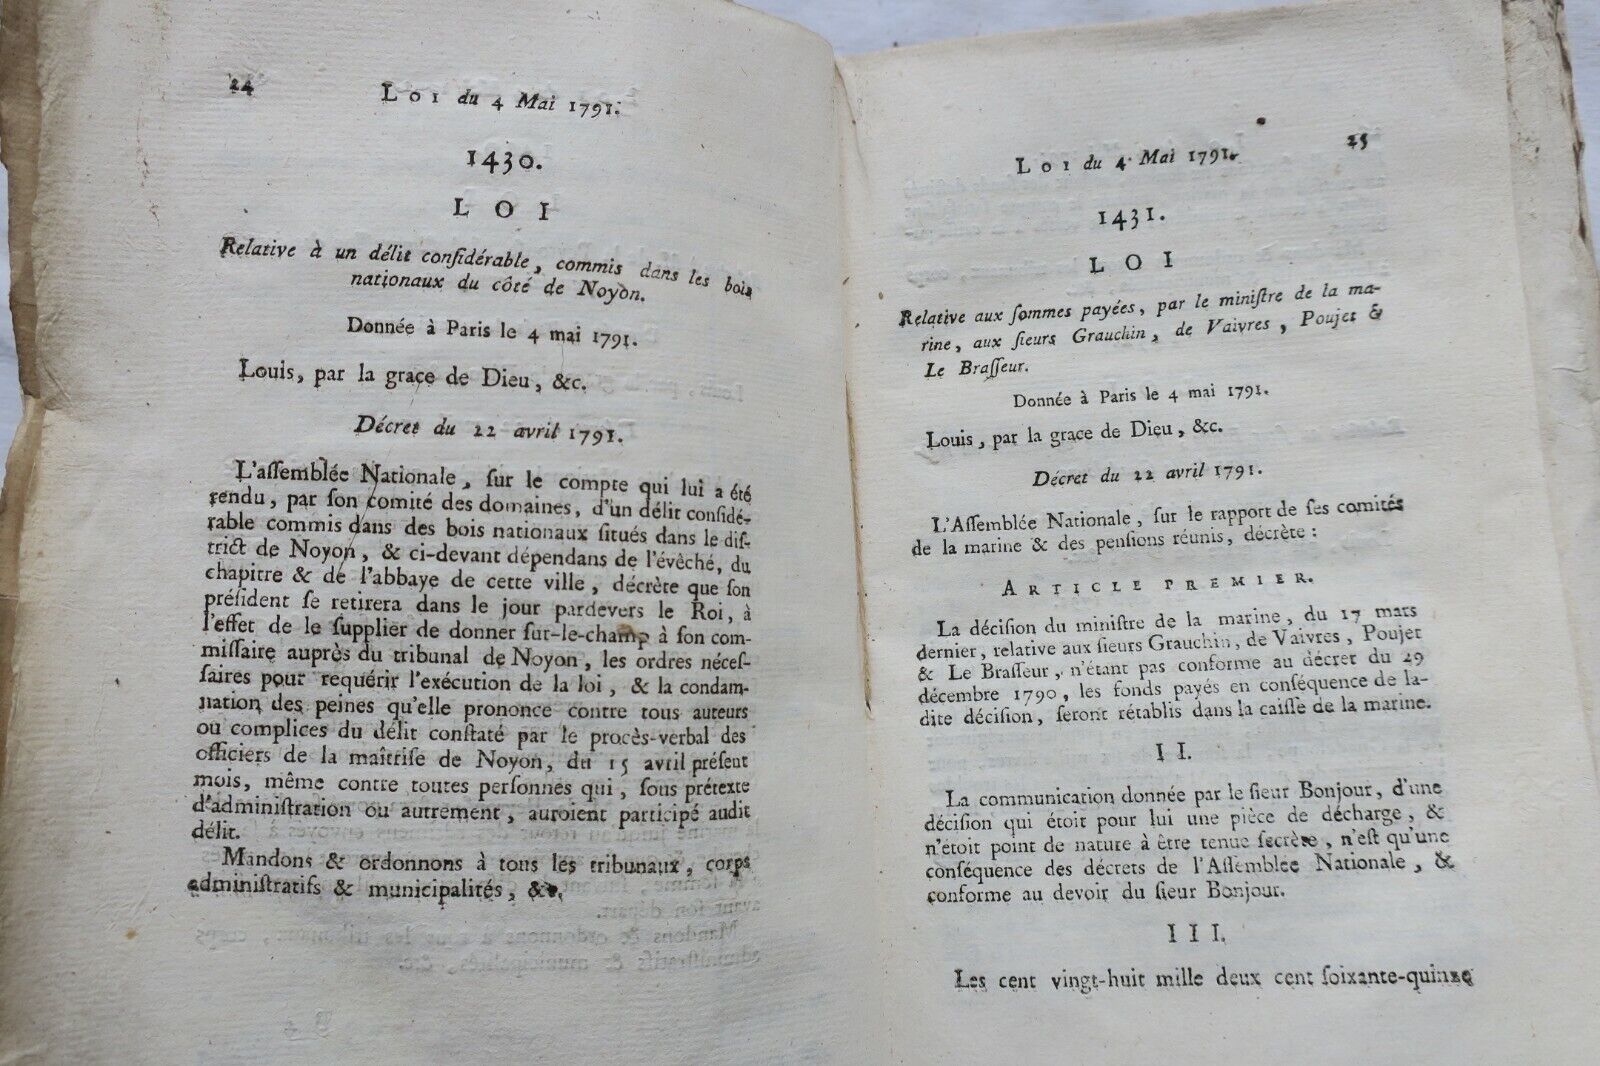 24
Loi du 4 Mai 1791.
1430.
LOI
Relative à un délit conſidérable, commis dans les bois
nationaux du côté de Noyon.
Donnée à Paris le 4 mai 1791.
Louis, par la grace de Dieu, &c.
Décret du 22 avril 1791.
L'aſſemblée Nationale, ſur le compte qui lui a été
rendu, par ſon comité des domaines, d'un délit conſidé-
rable commis dans des bois nationaux ſitués dans le diſ-
trict de Noyon, & ci-devant dépendans de l'évêché, du
chapitre & de l'abbaye de cette ville, décrète que ſon
préſident ſe retirera dans le jour pardevers le Roi, à
l'effet de le ſupplier de donner ſur-le-champ à ſon com-
miſſaire auprès du tribunal de Noyon, les ordres néceſ-
ſaires pour requérir l'exécution de la loi, & la condam-
nation des peines qu'elle prononce contre tous auteurs
ou complices du délit conſtaté par le procès-verbal des
officiers de la maîtriſe de Noyon, du 15 avril préſent
mois, même contre toutes perſonnes qui, ſous prétexte
d'adminiſtration ou autrement, auroient participé audit
délit.
Mandons & ordonnons à tous les tribunaux, corps
adminiſtratifs & municipalités, &c.
25
Loi du 4 Mai 1791.
1431.
LOI
Relative aux ſommes payées, par le miniſtre de la ma-
rine, aux ſieurs Grauchin, de Vaivres, Poujet &
Le Braſſeur.
Donnée à Paris le 4 mai 1791.
Louis, par la grace de Dieu, &c.
Décret du 22 avril 1791.
L'Aſſemblée Nationale, ſur le rapport de ſes comités
de la marine & des penſions réunis, décrète :
ARTICLE PREMIER.
La déciſion du miniſtre de la marine, du 17 mars
dernier, relative aux ſieurs Grauchin, de Vaivres, Poujet
& Le Braſſeur, n'étant pas conforme au décret du 29
décembre 1790, les fonds payés en conſéquence de la-
dite déciſion, ſeront rétablis dans la caiſſe de la marine.
II.
La communication donnée par le ſieur Bonjour, d'une
déciſion qui étoit pour lui une pièce de décharge, &
n'étoit point de nature à être tenue ſecrète, n'eſt qu'une
conſéquence des décrets de l'Aſſemblée Nationale, &
conforme au devoir du ſieur Bonjour.
III.
Les cent vingt-huit mille deux cent ſoixante-quinze